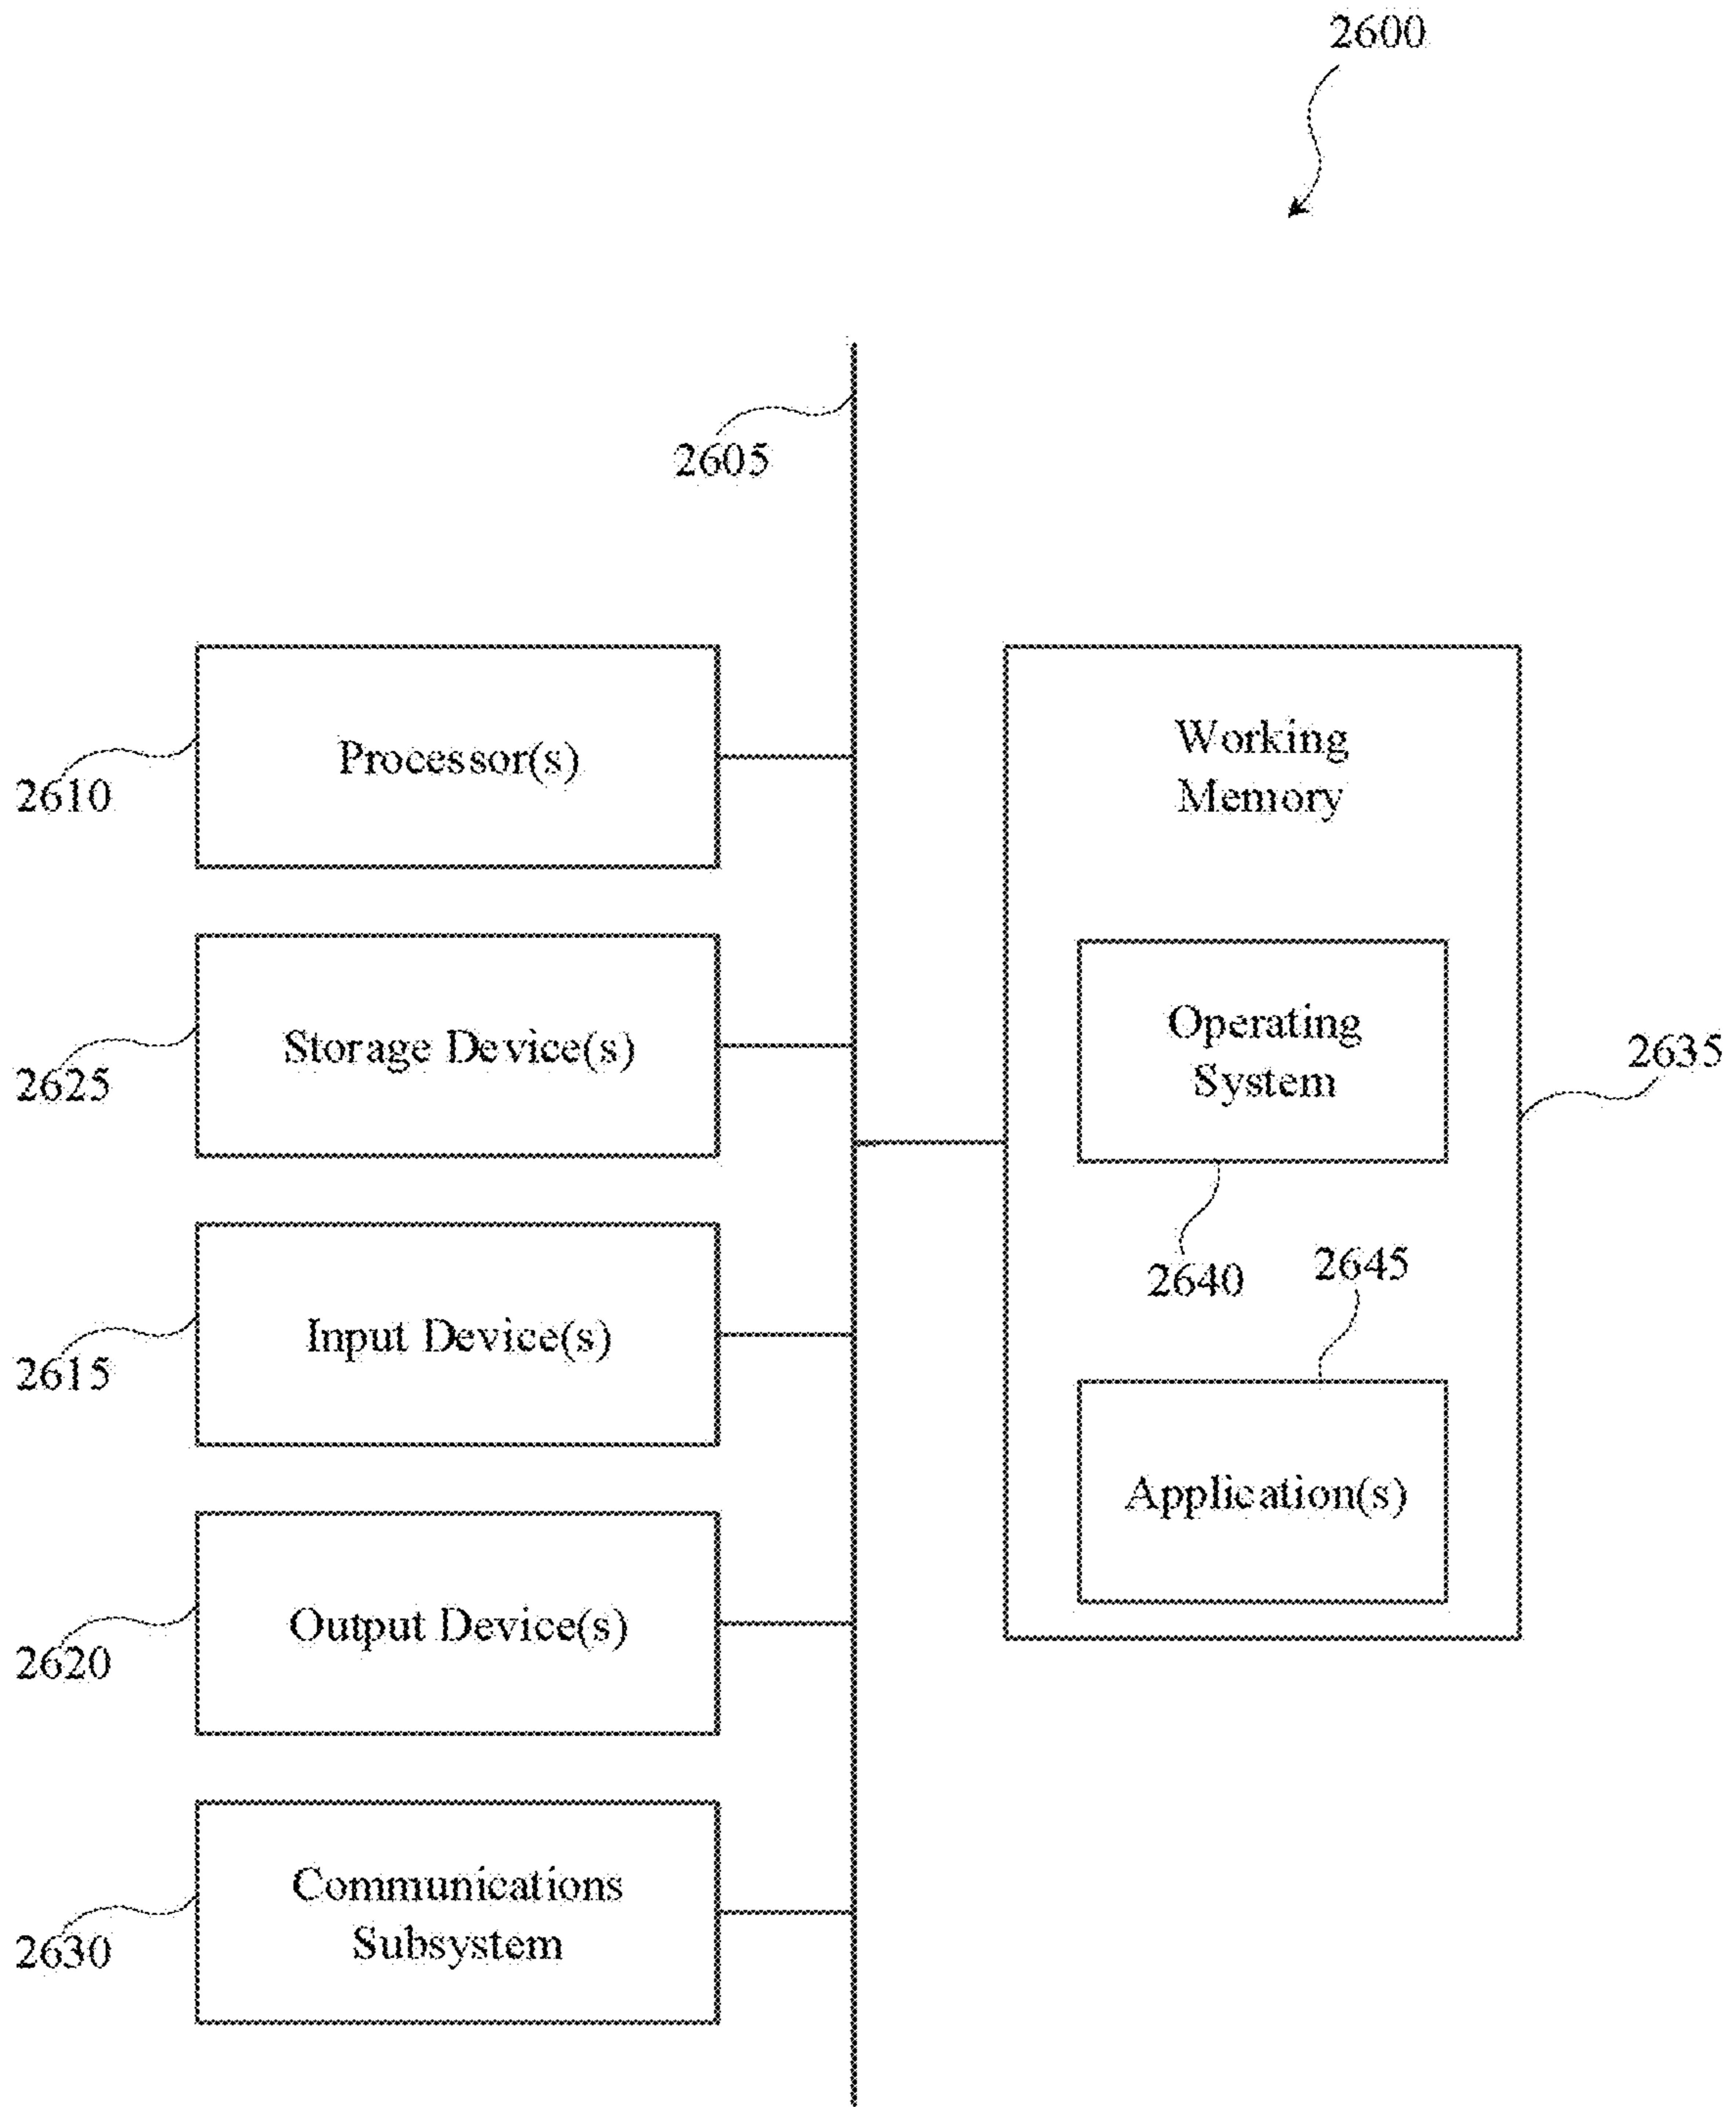 2600
2605
Processor(s)
2610
Storage Device(s)
2625
Input Device(s)
2615
Output Device(s)
2620
Communications
Subsystem
2630
Working
Memory
Operating
System
2635
2640
2645
Application(s)